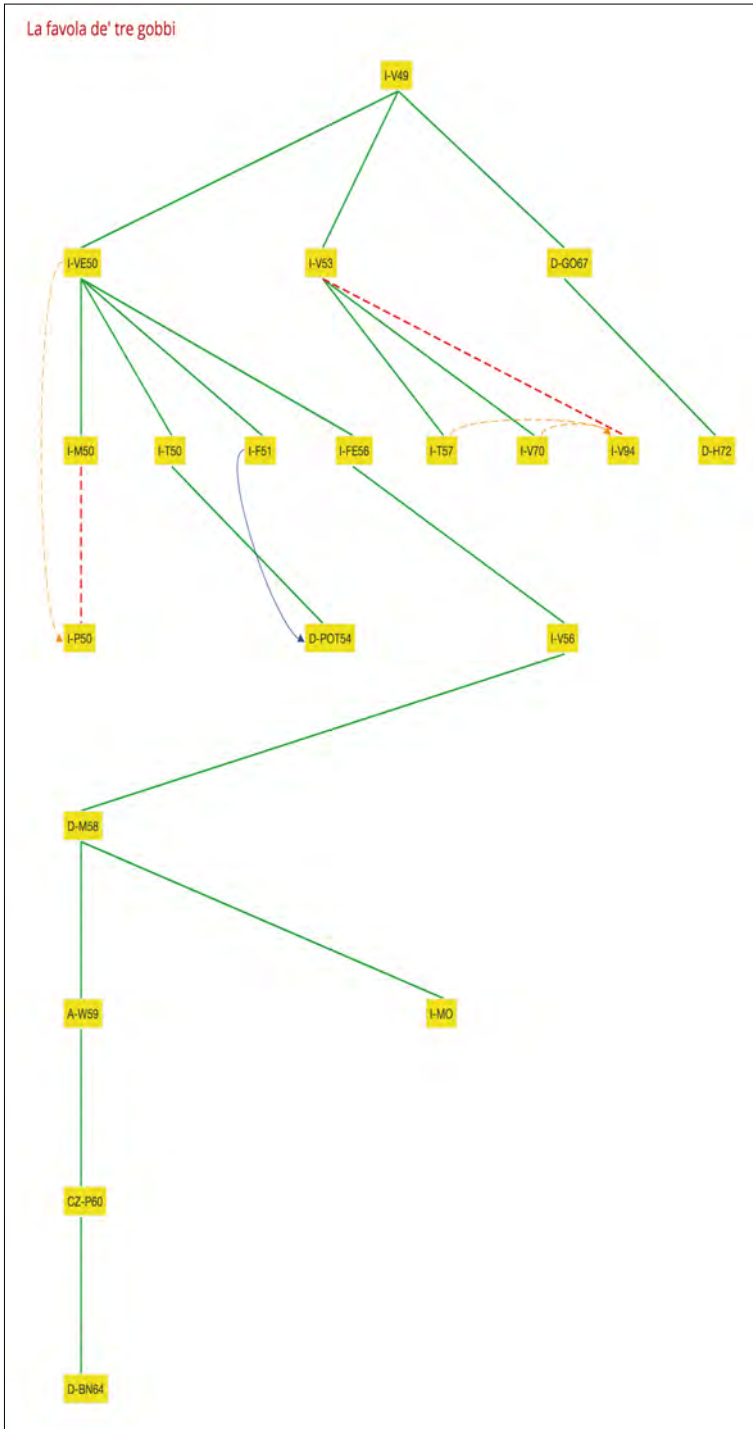 La favola de' tre gobbi
I-V49
I-VE50
I-V53
D-GO67
I-M50
I-T50
I-F51
I-FE56
I-T57
I-V70
I-V94
D-H72
I-P50
D-POT54
I-V56
D-M58
A-W59
I-MO
CZ-P60
D-BN64